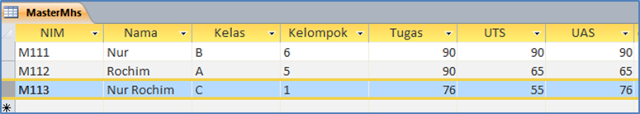 MasterMhs
NIM Nama Kelas Kelompok Tugas UTS UAS
M111 Nur B 6 90 90 90
M112 Rochim A 5 90 65 65
M113 Nur Rochim C 1 76 55 76